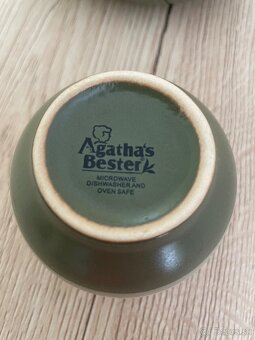 Agatha's
Bester
MICROWAVE
DISHWASHER AND
OVEN SAFE